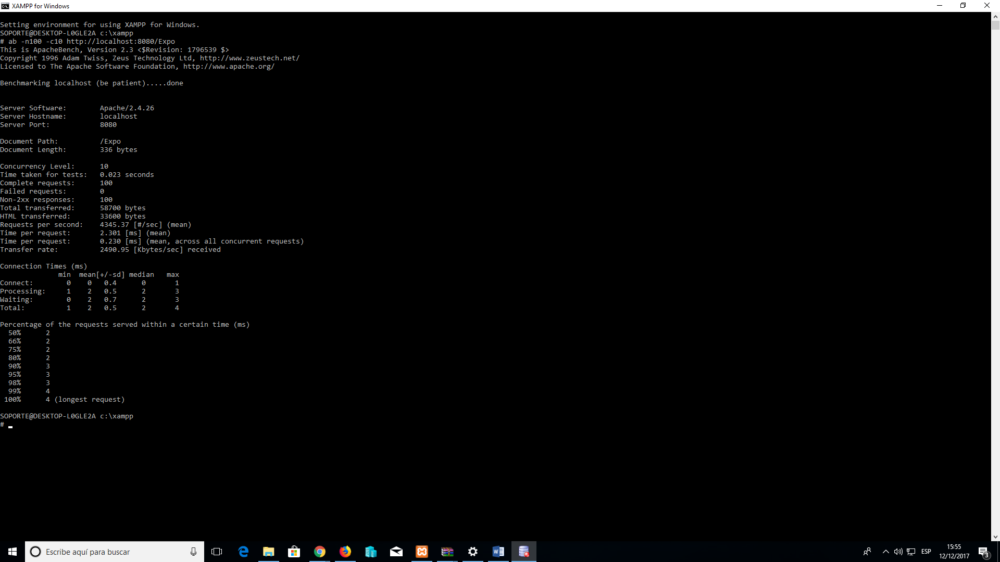 XAMPP for Windows
Setting environment for using XAMPP for Windows.
SOPORTE@DESKTOP-L0GLE2A c:\xampp
# ab -n100 -c10 http://localhost:8080/Expo
This is ApacheBench, Version 2.3 <$Revision: 1796539 $>
Copyright 1996 Adam Twiss, Zeus Technology Ltd, http://www.zeustech.net/
Licensed to The Apache Software Foundation, http://www.apache.org/
Benchmarking localhost (be patient).....done
Server Software:        Apache/2.4.26
Server Hostname:        localhost
Server Port:            8080
Document Path:          /Expo
Document Length:        336 bytes
Concurrency Level:      10
Time taken for tests:   0.023 seconds
Complete requests:      100
Failed requests:        0
Non-2xx responses:      100
Total transferred:      58700 bytes
HTML transferred:       33600 bytes
Requests per second:    4345.37 [#/sec] (mean)
Time per request:       2.301 [ms] (mean)
Time per request:       0.230 [ms] (mean, across all concurrent requests)
Transfer rate:          2490.95 [Kbytes/sec] received
Connection Times (ms)
              min  mean[+/-sd] median   max
Connect:        0    0   0.4      0       1
Processing:     1    2   0.5      2       3
Waiting:        0    2   0.7      2       3
Total:          1    2   0.5      2       4
Percentage of the requests served within a certain time (ms)
  50%      2
  66%      2
  75%      2
  80%      2
  90%      3
  95%      3
  98%      3
  99%      4
 100%      4 (longest request)
SOPORTE@DESKTOP-L0GLE2A c:\xampp
#
Escribe aquí para buscar
ESP
15:55
12/12/2017
3